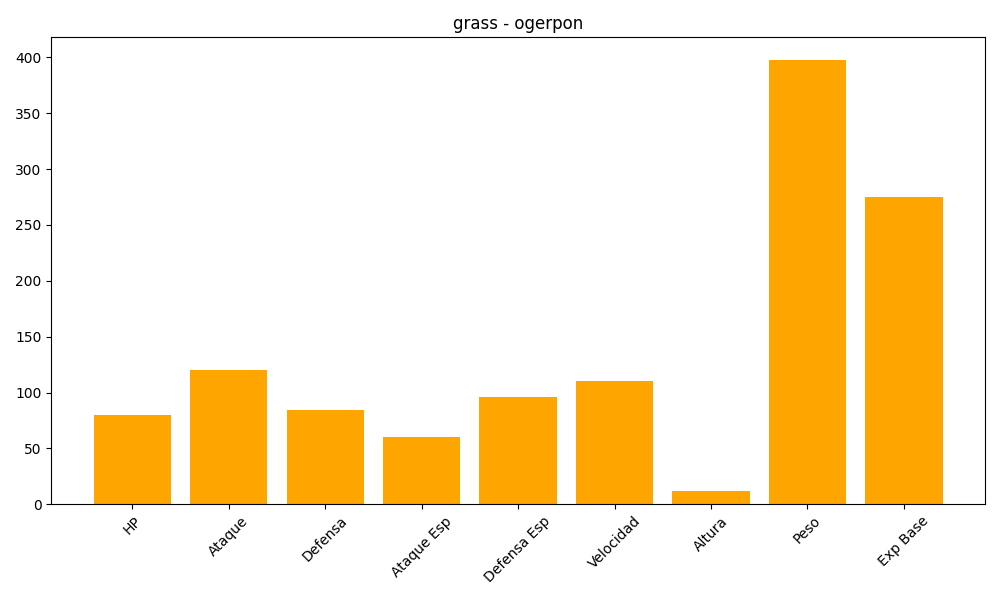 grass - ogerpon
400
350
300
250
200
150
100
50
0
HP
Ataque
Defensa
Ataque Esp
Defensa Esp
Velocidad
Altura
Peso
Exp Base